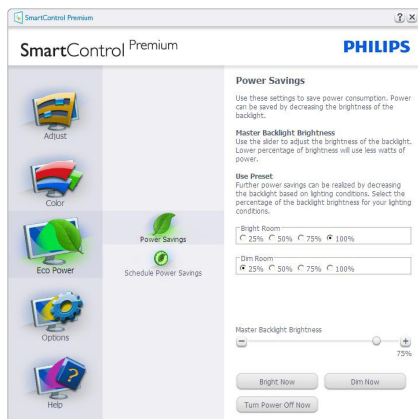 SmartControl Premium
SmartControl Premium
PHILIPS
Adjust
Color
Eco Power
Options
Help
Power Savings
Schedule Power Savings
Power Savings
Use these settings to save power consumption. Power
can be saved by decreasing the brightness of the
backlight.
Master Backlight Brightness
Use the slider to adjust the brightness of the backlight.
Lower percentage of brightness will use less watts of
power.
Use Preset
Further power savings can be realized by decreasing
the backlight based on lighting conditions. Select the
percentage of the backlight brightness for your lighting
conditions.
Bright Room
25% 50% 75% 100%
Dim Room
25% 50% 75% 100%
Master Backlight Brightness
75%
Bright Now Dim Now
Turn Power Off Now